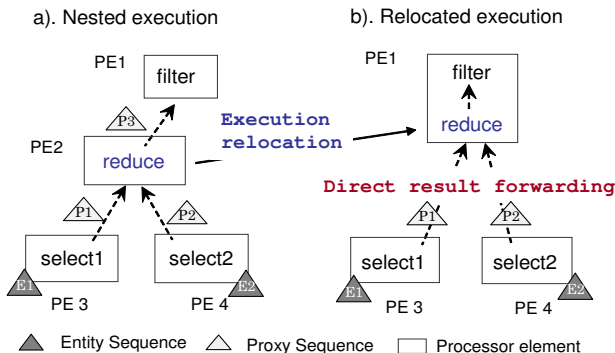 a). Nested execution
b). Relocated execution
PE1
filter
PE1
filter
P3
Execution
relocation
PE2
reduce
reduce
Direct result forwarding
P1
P2
P1
P2
select1
select2
select1
select2
E1
E2
E1
E2
PE 3
PE 4
PE 3
PE 4
Entity Sequence
Proxy Sequence
Processor element